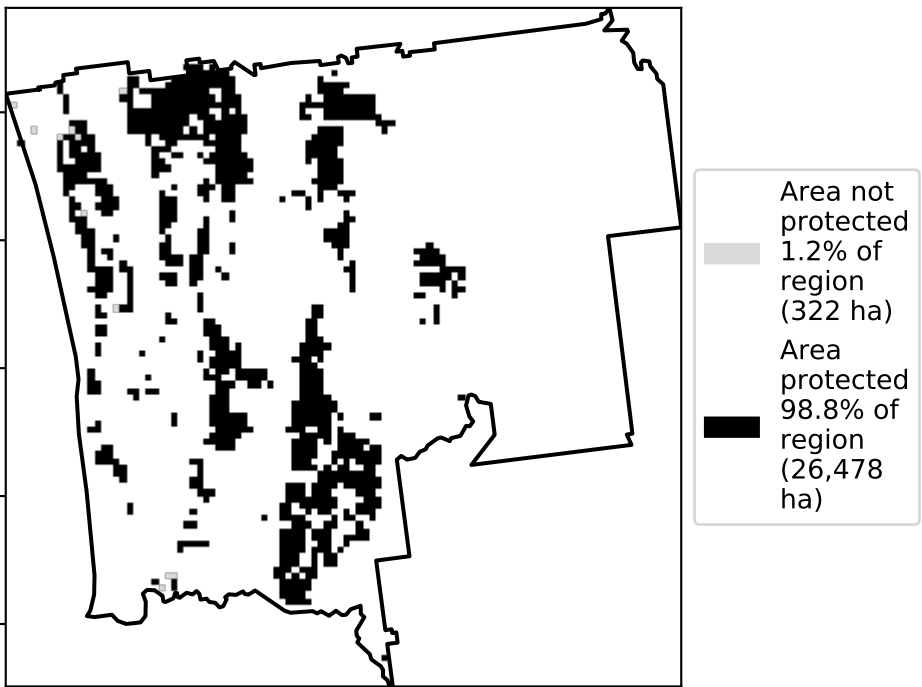 Area not
protected
1.2% of
region
(322 ha)
Area
protected
98.8% of
region
(26,478
ha)